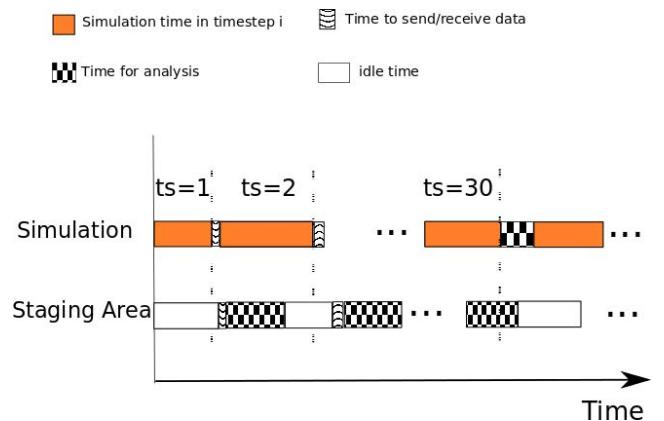 Simulation time in timestep i
Time to send/receive data
Time for analysis
idle time
ts=1 ts=2 ts=30
Simulation ... ...
Staging Area ... ...
Time